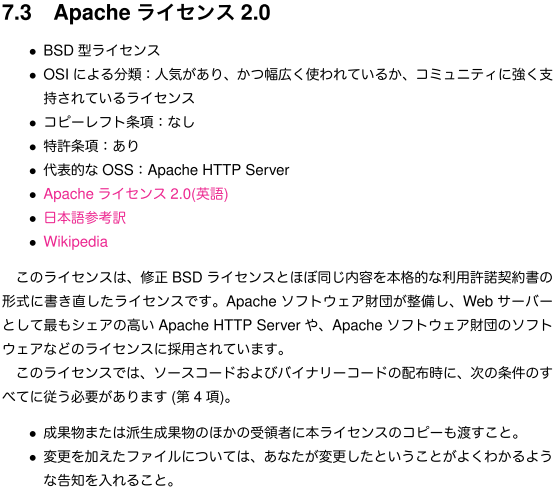 7.3 Apache ライセンス 2.0
• BSD 型ライセンス
• OSI による分類：人気があり、かつ幅広く使われているか、コミュニティに強く支
持されているライセンス
• コピーレフト条項：なし
• 特許条項：あり
• 代表的な OSS：Apache HTTP Server
• Apache ライセンス 2.0(英語)
• 日本語参考訳
• Wikipedia
このライセンスは、修正 BSD ライセンスとほぼ同じ内容を本格的な利用許諾契約書の
形式に書き直したライセンスです。Apache ソフトウェア財団が整備し、Web サーバー
として最もシェアの高い Apache HTTP Server や、Apache ソフトウェア財団のソフト
ウェアなどのライセンスに採用されています。
このライセンスでは、ソースコードおよびバイナリーコードの配布時に、次の条件のす
べてに従う必要があります (第 4 項)。
• 成果物または派生成果物のほかの受領者に本ライセンスのコピーも渡すこと。
• 変更を加えたファイルについては、あなたが変更したということがよくわかるよう
な告知を入れること。